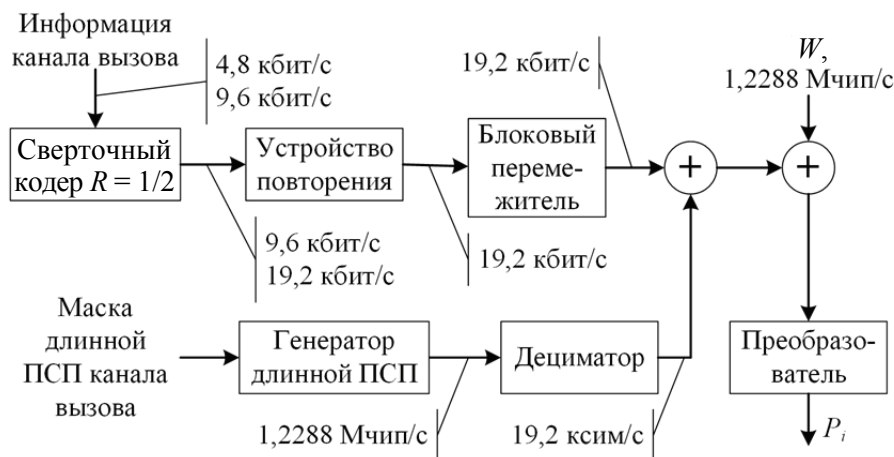 Информация
канала вызова
4,8 кбит/с
9,6 кбит/с
19,2 кбит/с
W,
1,2288 Мчип/с
Сверточный
кодер R = 1/2
Устройство
повторения
Блоковый
переме-
житель
+
+
9,6 кбит/с
19,2 кбит/с
19,2 кбит/с
Маска
длинной
ПСП канала
вызова
Генератор
длинной ПСП
Дециматор
Преобразо-
ватель
1,2288 Мчип/с
19,2 ксим/с
P_i